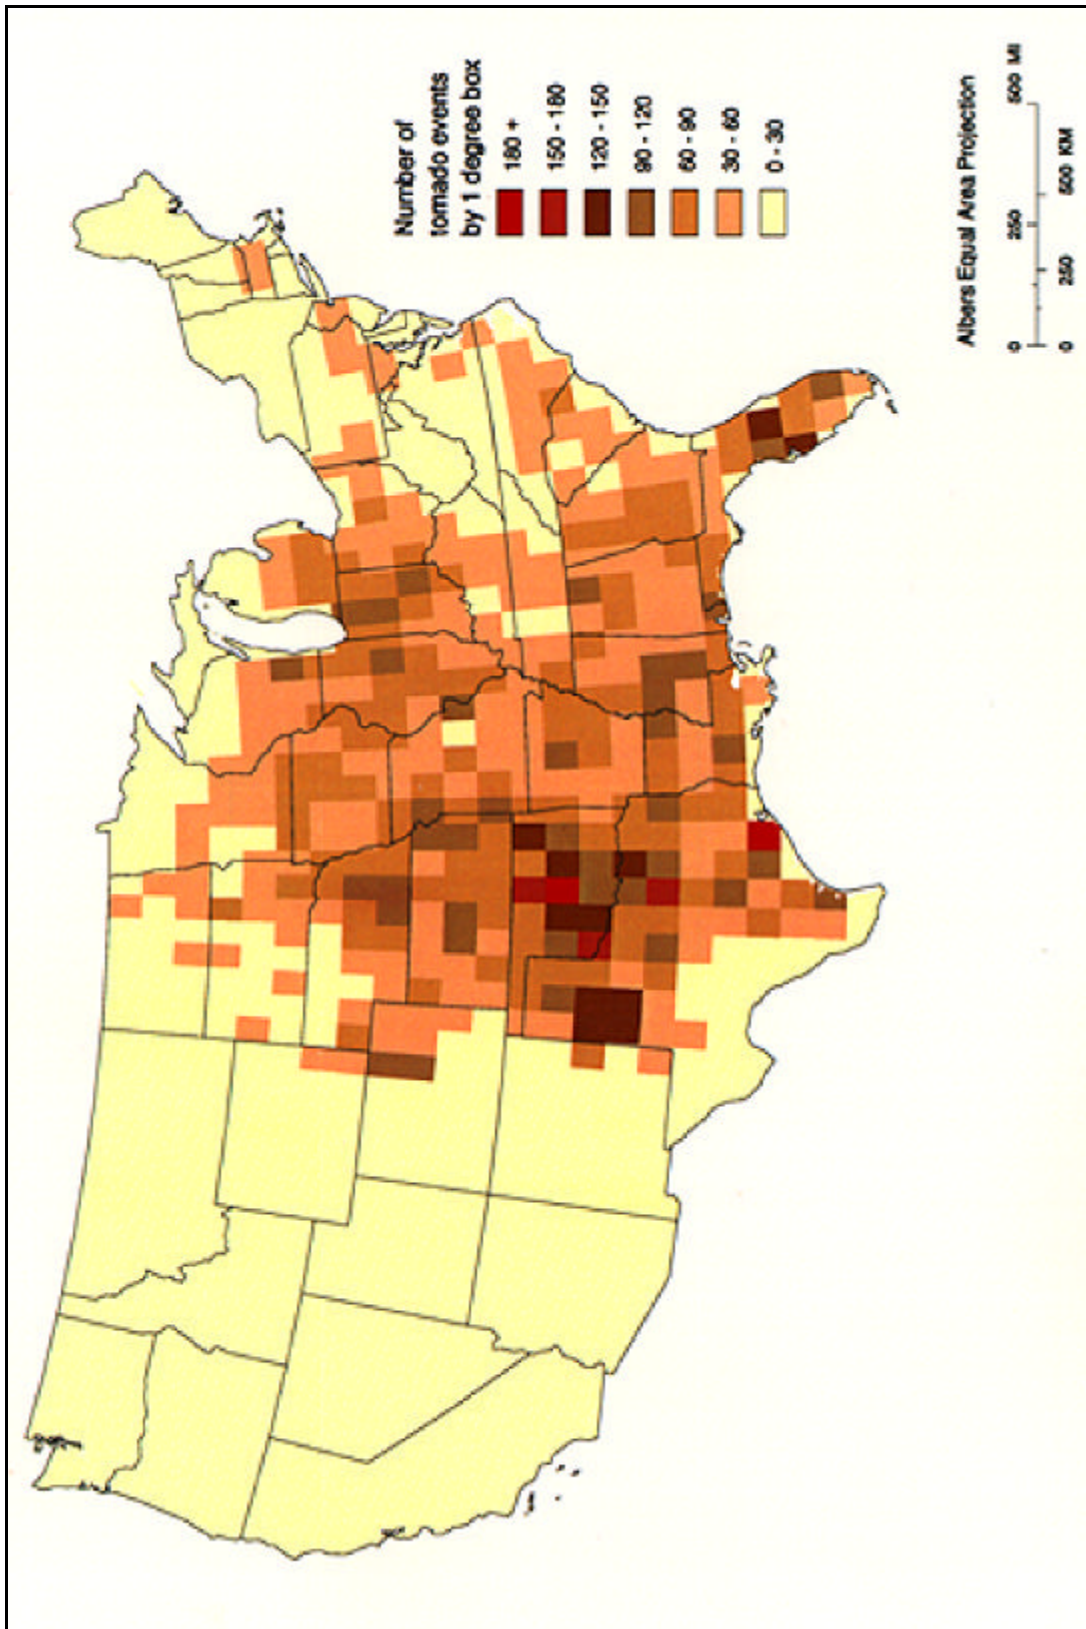 Number of
tornado events
by 1 degree box
180 +
150 - 180
120 - 150
90 - 120
60 - 90
30 - 60
0 - 30
Albers Equal Area Projection
0 250 500 MI
0 250 500 KM